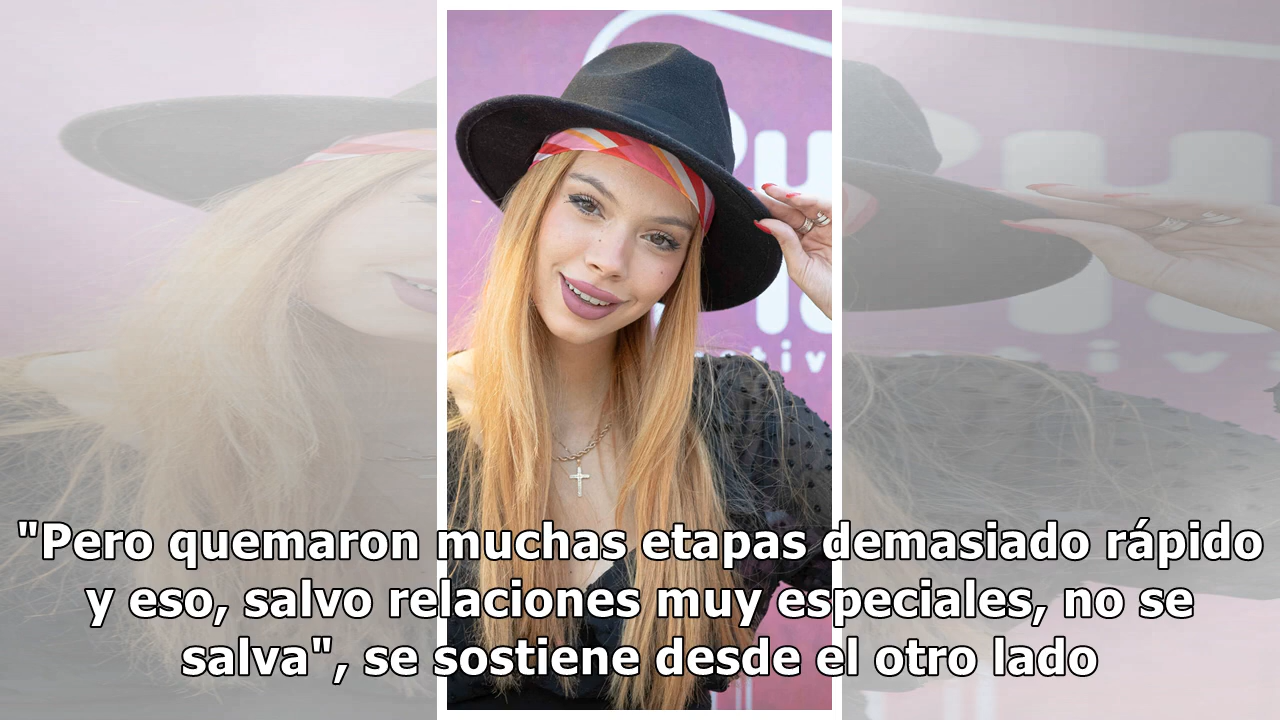 "Pero quemaron muchas etapas demasiado rápido
y eso, salvo relaciones muy especiales, no se
salva", se sostiene desde el otro lado